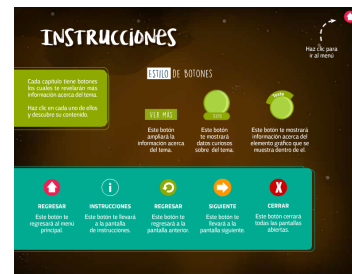 INSTRUCCIONES
Haz clic para
ir al menú
Cada capítulo tiene botones
los cuales te revelarán más
información acerca del tema.
Haz clic en cada uno de ellos
y descubre su contenido.
ESTILO DE BOTONES
VER MÁS
Texto
Este botón
ampliará la
información acerca
del tema.
Este botón
te mostrará
datos curiosos
sobre del tema.
Este botón te mostrará
información del
elemento gráfico que se
muestra dentro de el.
REGRESAR
Este botón te
regresará al menú
principal.
INSTRUCCIONES
Este botón te llevará
a la pantalla
de instrucciones.
REGRESAR
Este botón te
regresará a la
pantalla anterior.
SIGUIENTE
Este botón te
llevará a la
pantalla siguiente.
X
CERRAR
Este botón cerrará
todas las pantallas
abiertas.